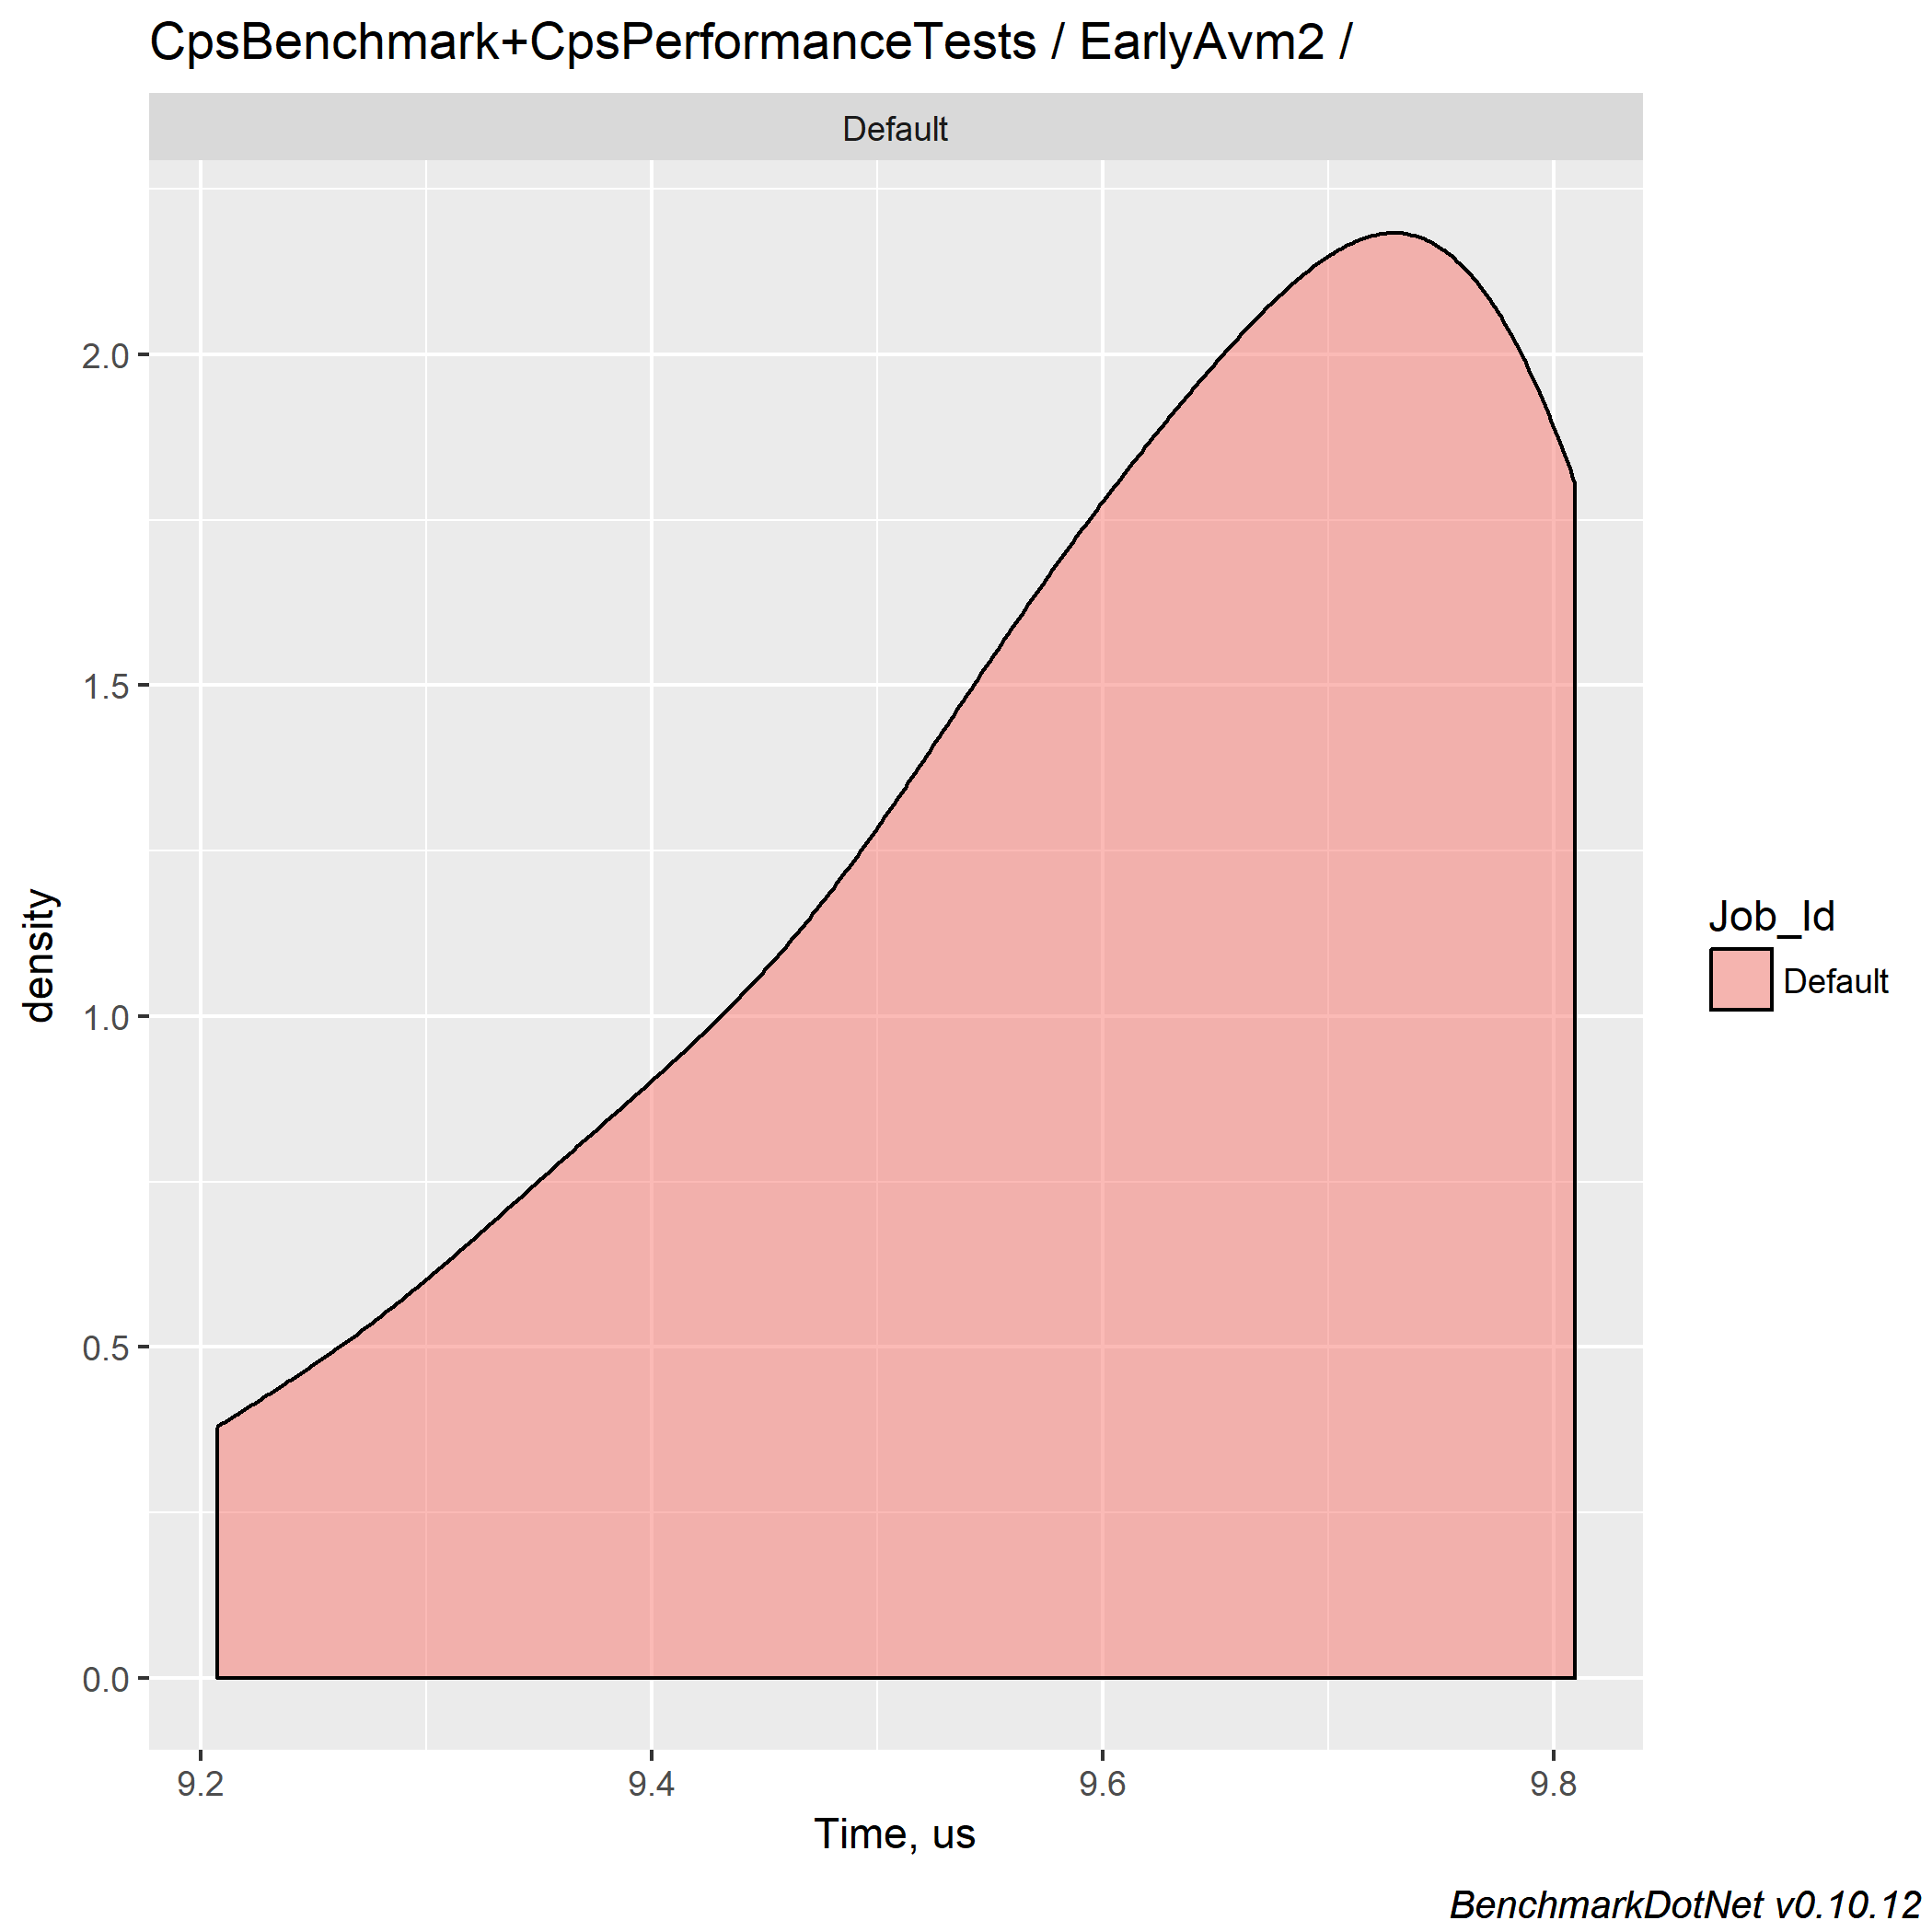 CpsBenchmark+CpsPerformanceTests / EarlyAvm2 /
Default
2.0
1.5
1.0
0.5
0.0
density
9.2 9.4 9.6 9.8
Time, us
Job_Id
Default
BenchmarkDotNet v0.10.12